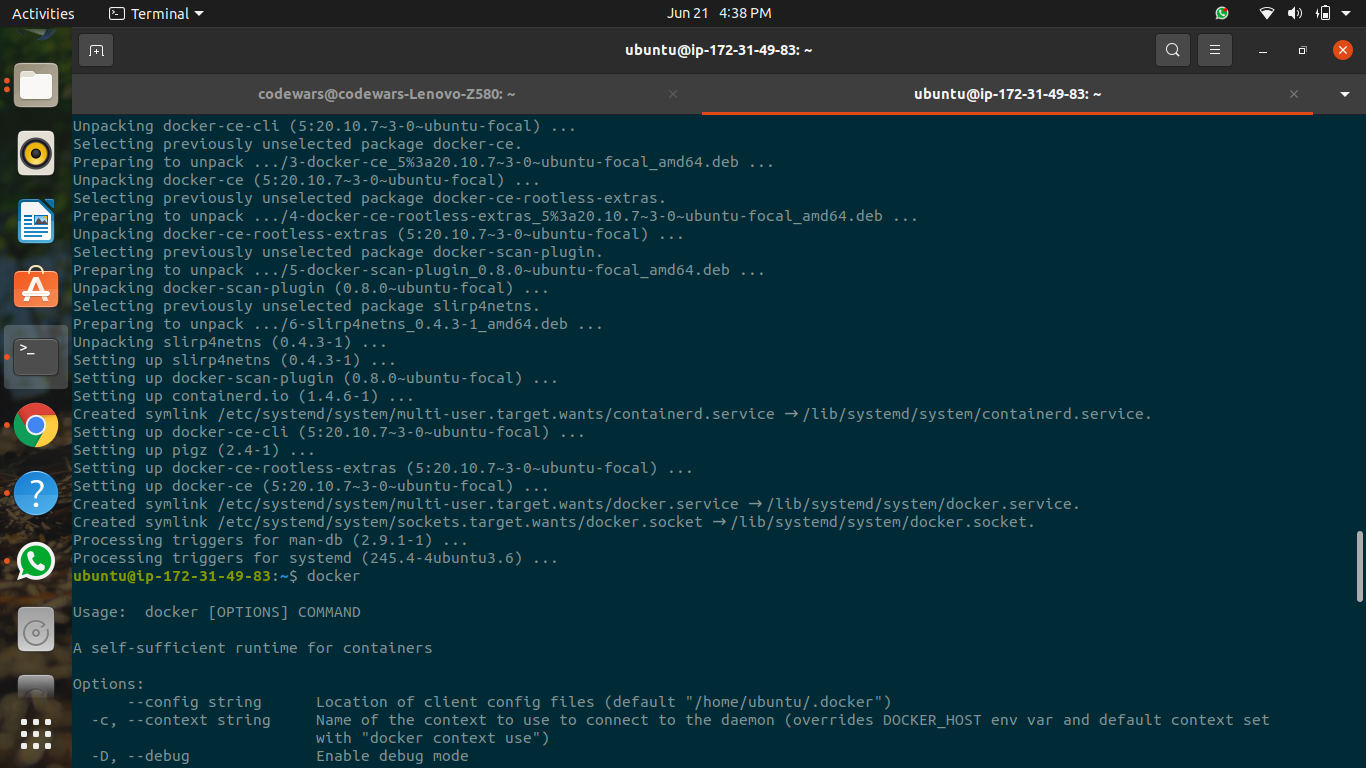 Activities
Terminal
Jun 21 4:38 PM
ubuntu@ip-172-31-49-83: ~
codewars@codewars-Lenovo-Z580: ~
ubuntu@ip-172-31-49-83: ~
Unpacking docker-ce-cli (5:20.10.7~3-0~ubuntu-focal) ...
Selecting previously unselected package docker-ce.
Preparing to unpack .../3-docker-ce_5%3a20.10.7~3-0~ubuntu-focal_amd64.deb ...
Unpacking docker-ce (5:20.10.7~3-0~ubuntu-focal) ...
Selecting previously unselected package docker-ce-rootless-extras.
Preparing to unpack .../4-docker-ce-rootless-extras_5%3a20.10.7~3-0~ubuntu-focal_amd64.deb ...
Unpacking docker-ce-rootless-extras (5:20.10.7~3-0~ubuntu-focal) ...
Selecting previously unselected package docker-scan-plugin.
Preparing to unpack .../5-docker-scan-plugin_0.8.0~ubuntu-focal_amd64.deb ...
Unpacking docker-scan-plugin (0.8.0~ubuntu-focal) ...
Selecting previously unselected package slirp4netns.
Preparing to unpack .../6-slirp4netns_0.4.3-1_amd64.deb ...
Unpacking slirp4netns (0.4.3-1) ...
Setting up slirp4netns (0.4.3-1) ...
Setting up docker-scan-plugin (0.8.0~ubuntu-focal) ...
Setting up containerd.io (1.4.6-1) ...
Created symlink /etc/systemd/system/multi-user.target.wants/containerd.service → /lib/systemd/system/containerd.service.
Setting up docker-ce-cli (5:20.10.7~3-0~ubuntu-focal) ...
Setting up pigz (2.4-1) ...
Setting up docker-ce-rootless-extras (5:20.10.7~3-0~ubuntu-focal) ...
Setting up docker-ce (5:20.10.7~3-0~ubuntu-focal) ...
Created symlink /etc/systemd/system/multi-user.target.wants/docker.service → /lib/systemd/system/docker.service.
Created symlink /etc/systemd/system/sockets.target.wants/docker.socket → /lib/systemd/system/docker.socket.
Processing triggers for man-db (2.9.1-1) ...
Processing triggers for systemd (245.4-4ubuntu3.6) ...
ubuntu@ip-172-31-49-83:~$ docker
Usage:  docker [OPTIONS] COMMAND
A self-sufficient runtime for containers
Options:
      --config string      Location of client config files (default "/home/ubuntu/.docker")
  -c, --context string     Name of the context to use to connect to the daemon (overrides DOCKER_HOST env var and default context set
                           with "docker context use")
  -D, --debug              Enable debug mode